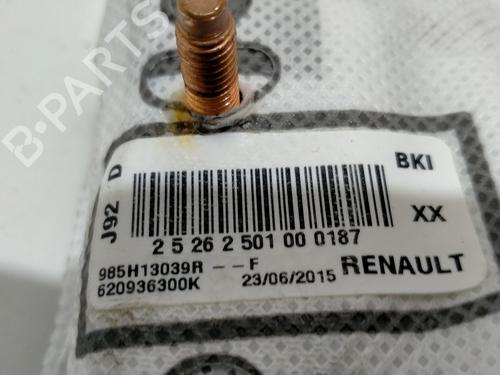 B-PARTS
J92 D
BKI
XX
2 5 26 2 501 00 0187
985H13039R - - F
RENAULT
620936300K
23/06/2015